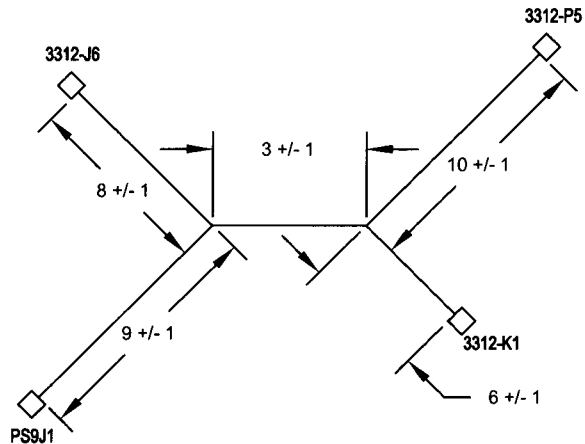 3312-P5
3312-J6
3 +/- 1
10 +/- 1
8 +/- 1
9 +/- 1
3312-K1
6 +/- 1
PS9J1